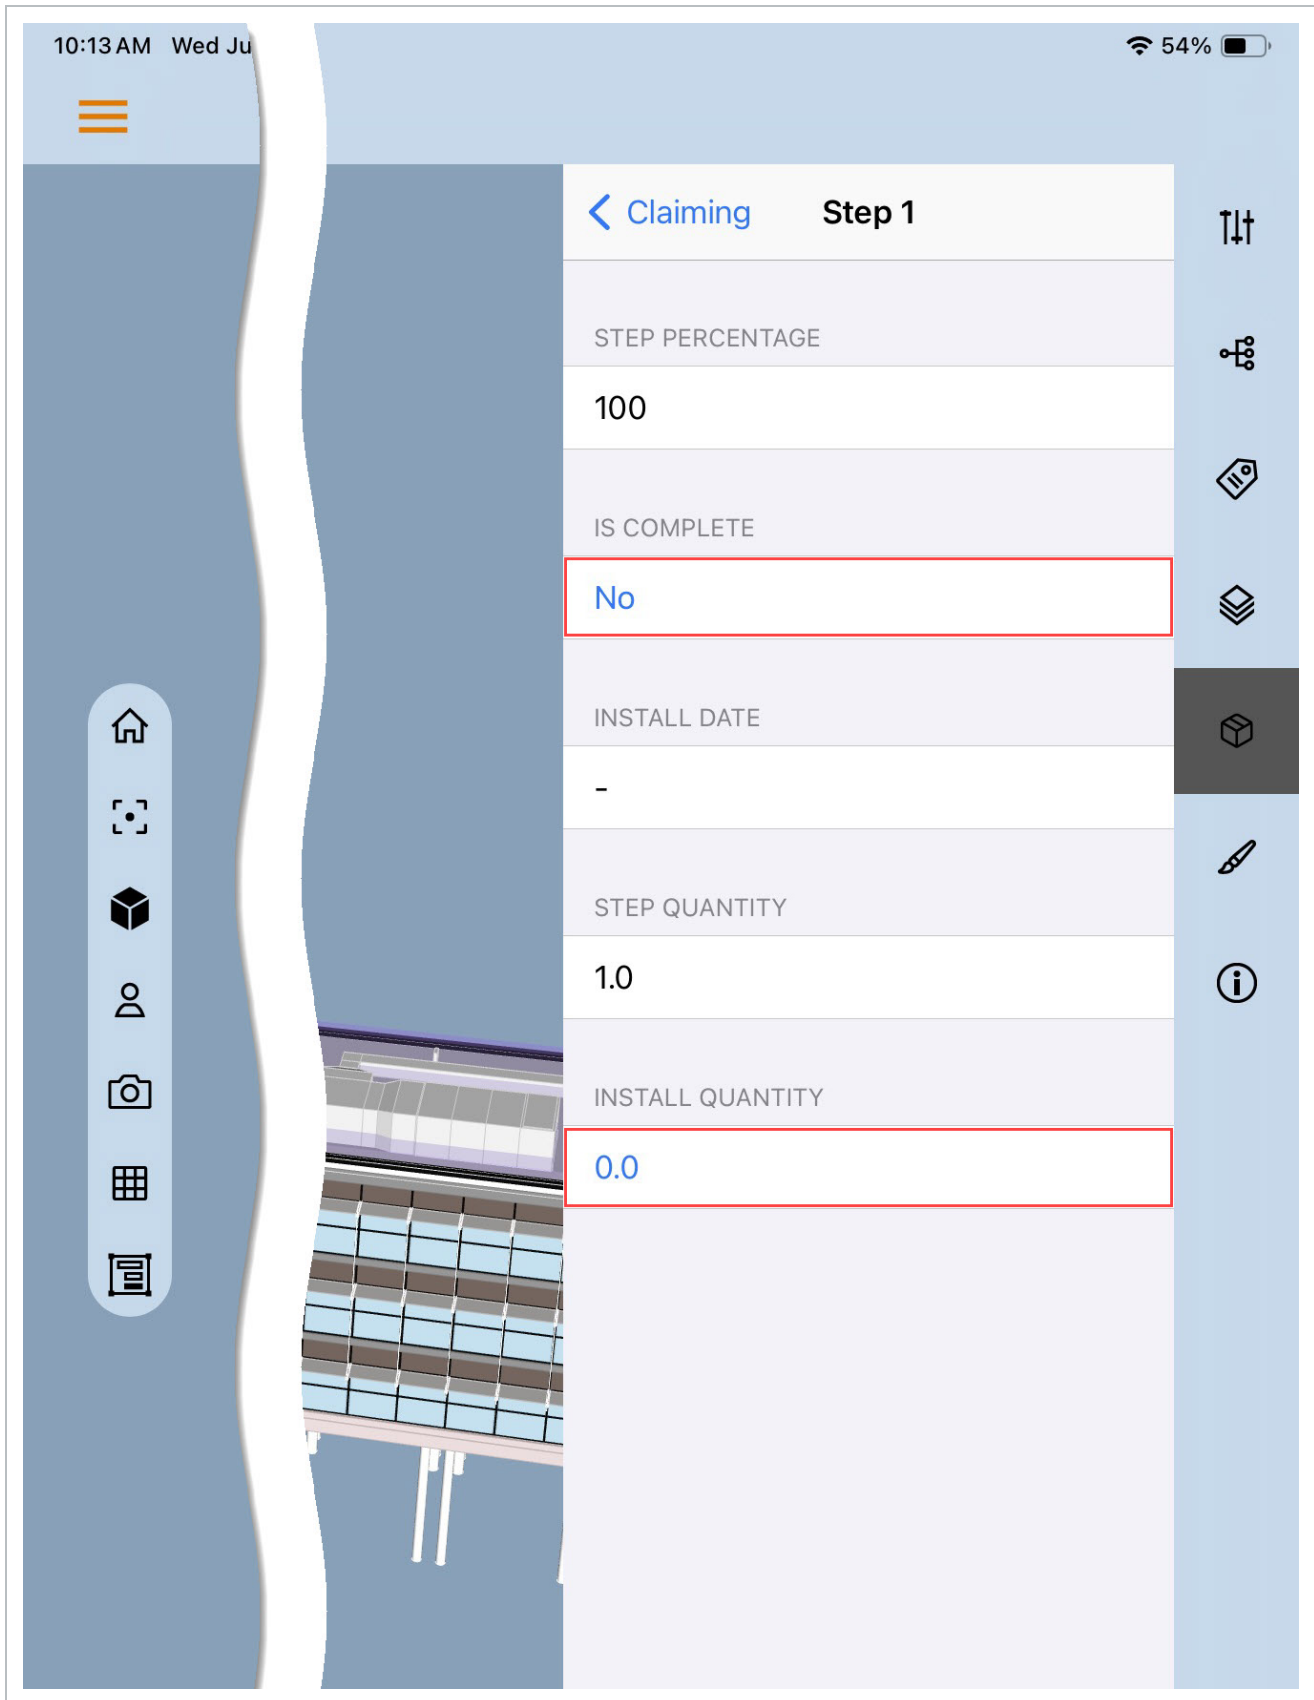 10:13 AM Wed Ju
54%
Claiming Step 1
STEP PERCENTAGE
100
IS COMPLETE
No
INSTALL DATE
-
STEP QUANTITY
1.0
INSTALL QUANTITY
0.0